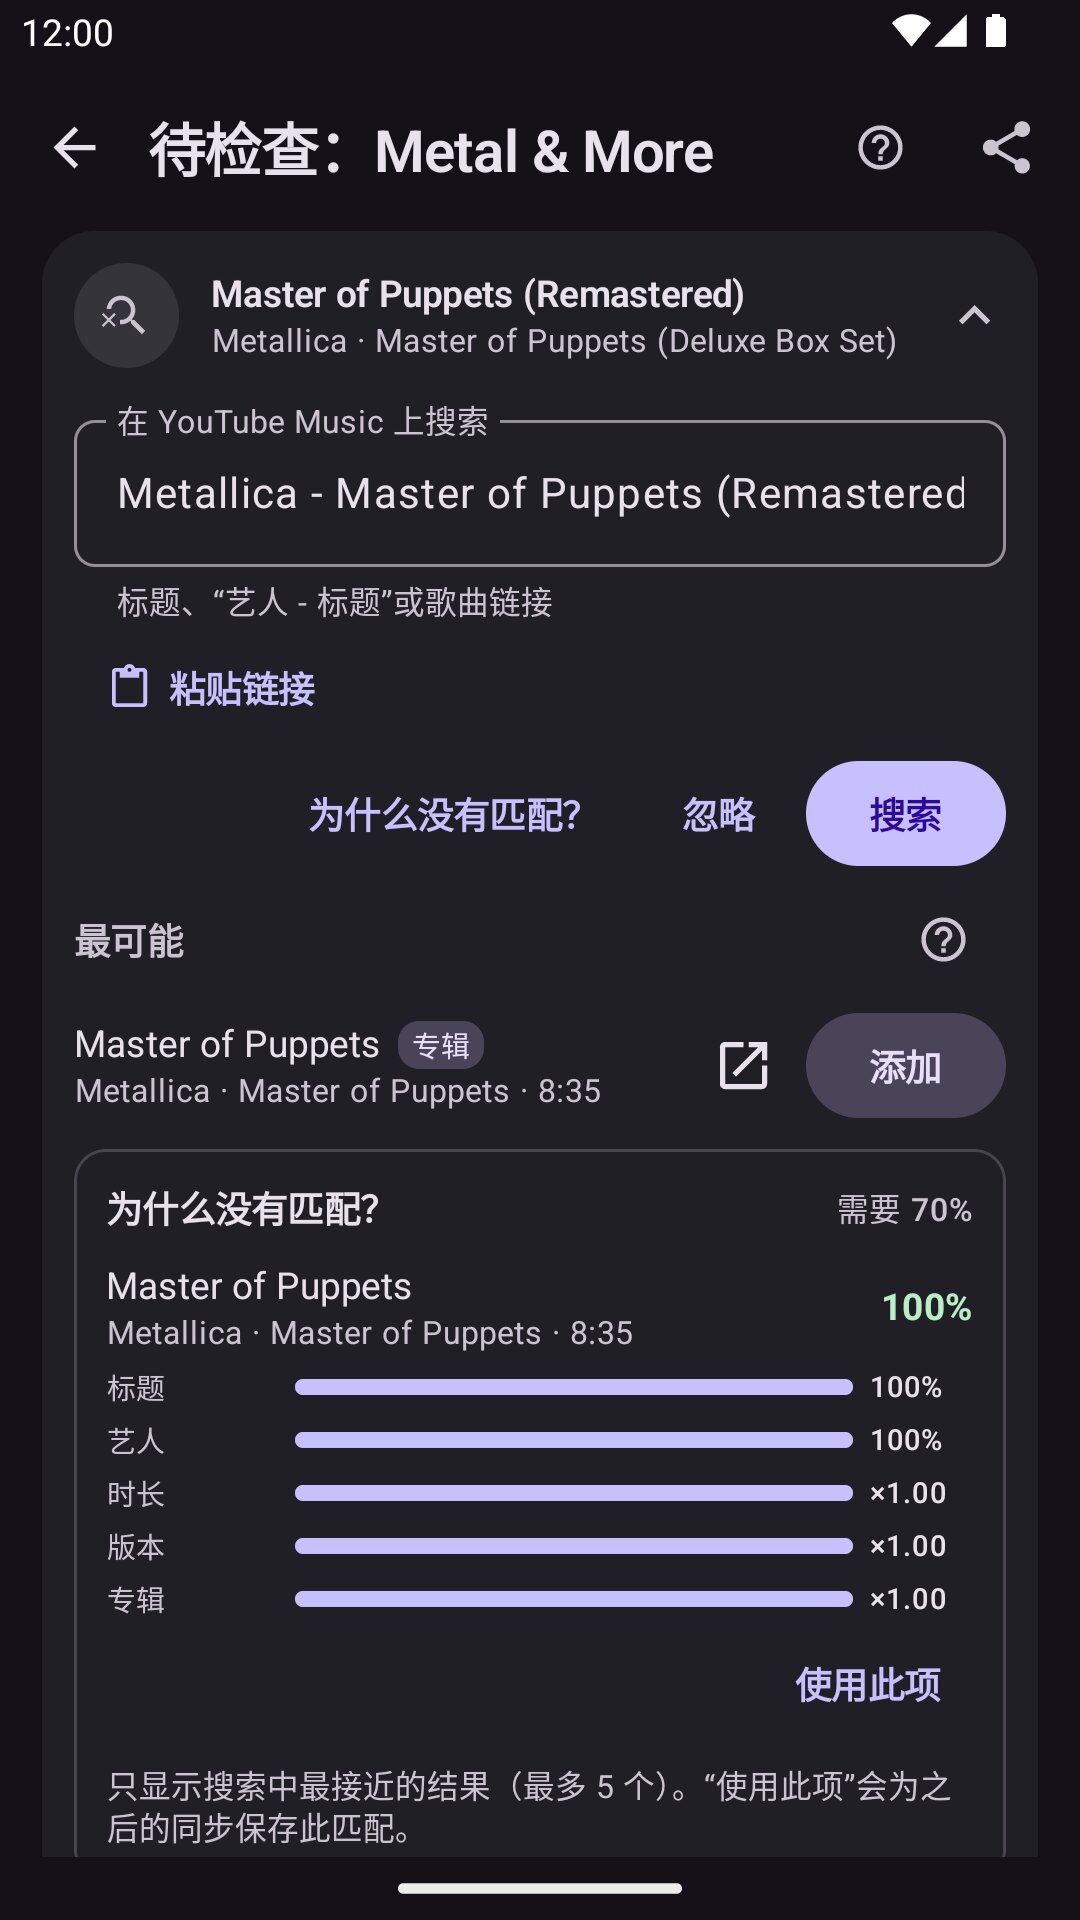 12:00
待检查：Metal & More
Master of Puppets (Remastered)
Metallica · Master of Puppets (Deluxe Box Set)
在 YouTube Music 上搜索
Metallica - Master of Puppets (Remastered
标题、“艺人 - 标题”或歌曲链接
粘贴链接
为什么没有匹配？
忽略
搜索
最可能
Master of Puppets 专辑
Metallica · Master of Puppets · 8:35
添加
为什么没有匹配？
需要 70%
Master of Puppets
Metallica · Master of Puppets · 8:35
100%
标题 100%
艺人 100%
时长 ×1.00
版本 ×1.00
专辑 ×1.00
使用此项
只显示搜索中最接近的结果（最多 5 个）。“使用此项”会为之
后的同步保存此匹配。